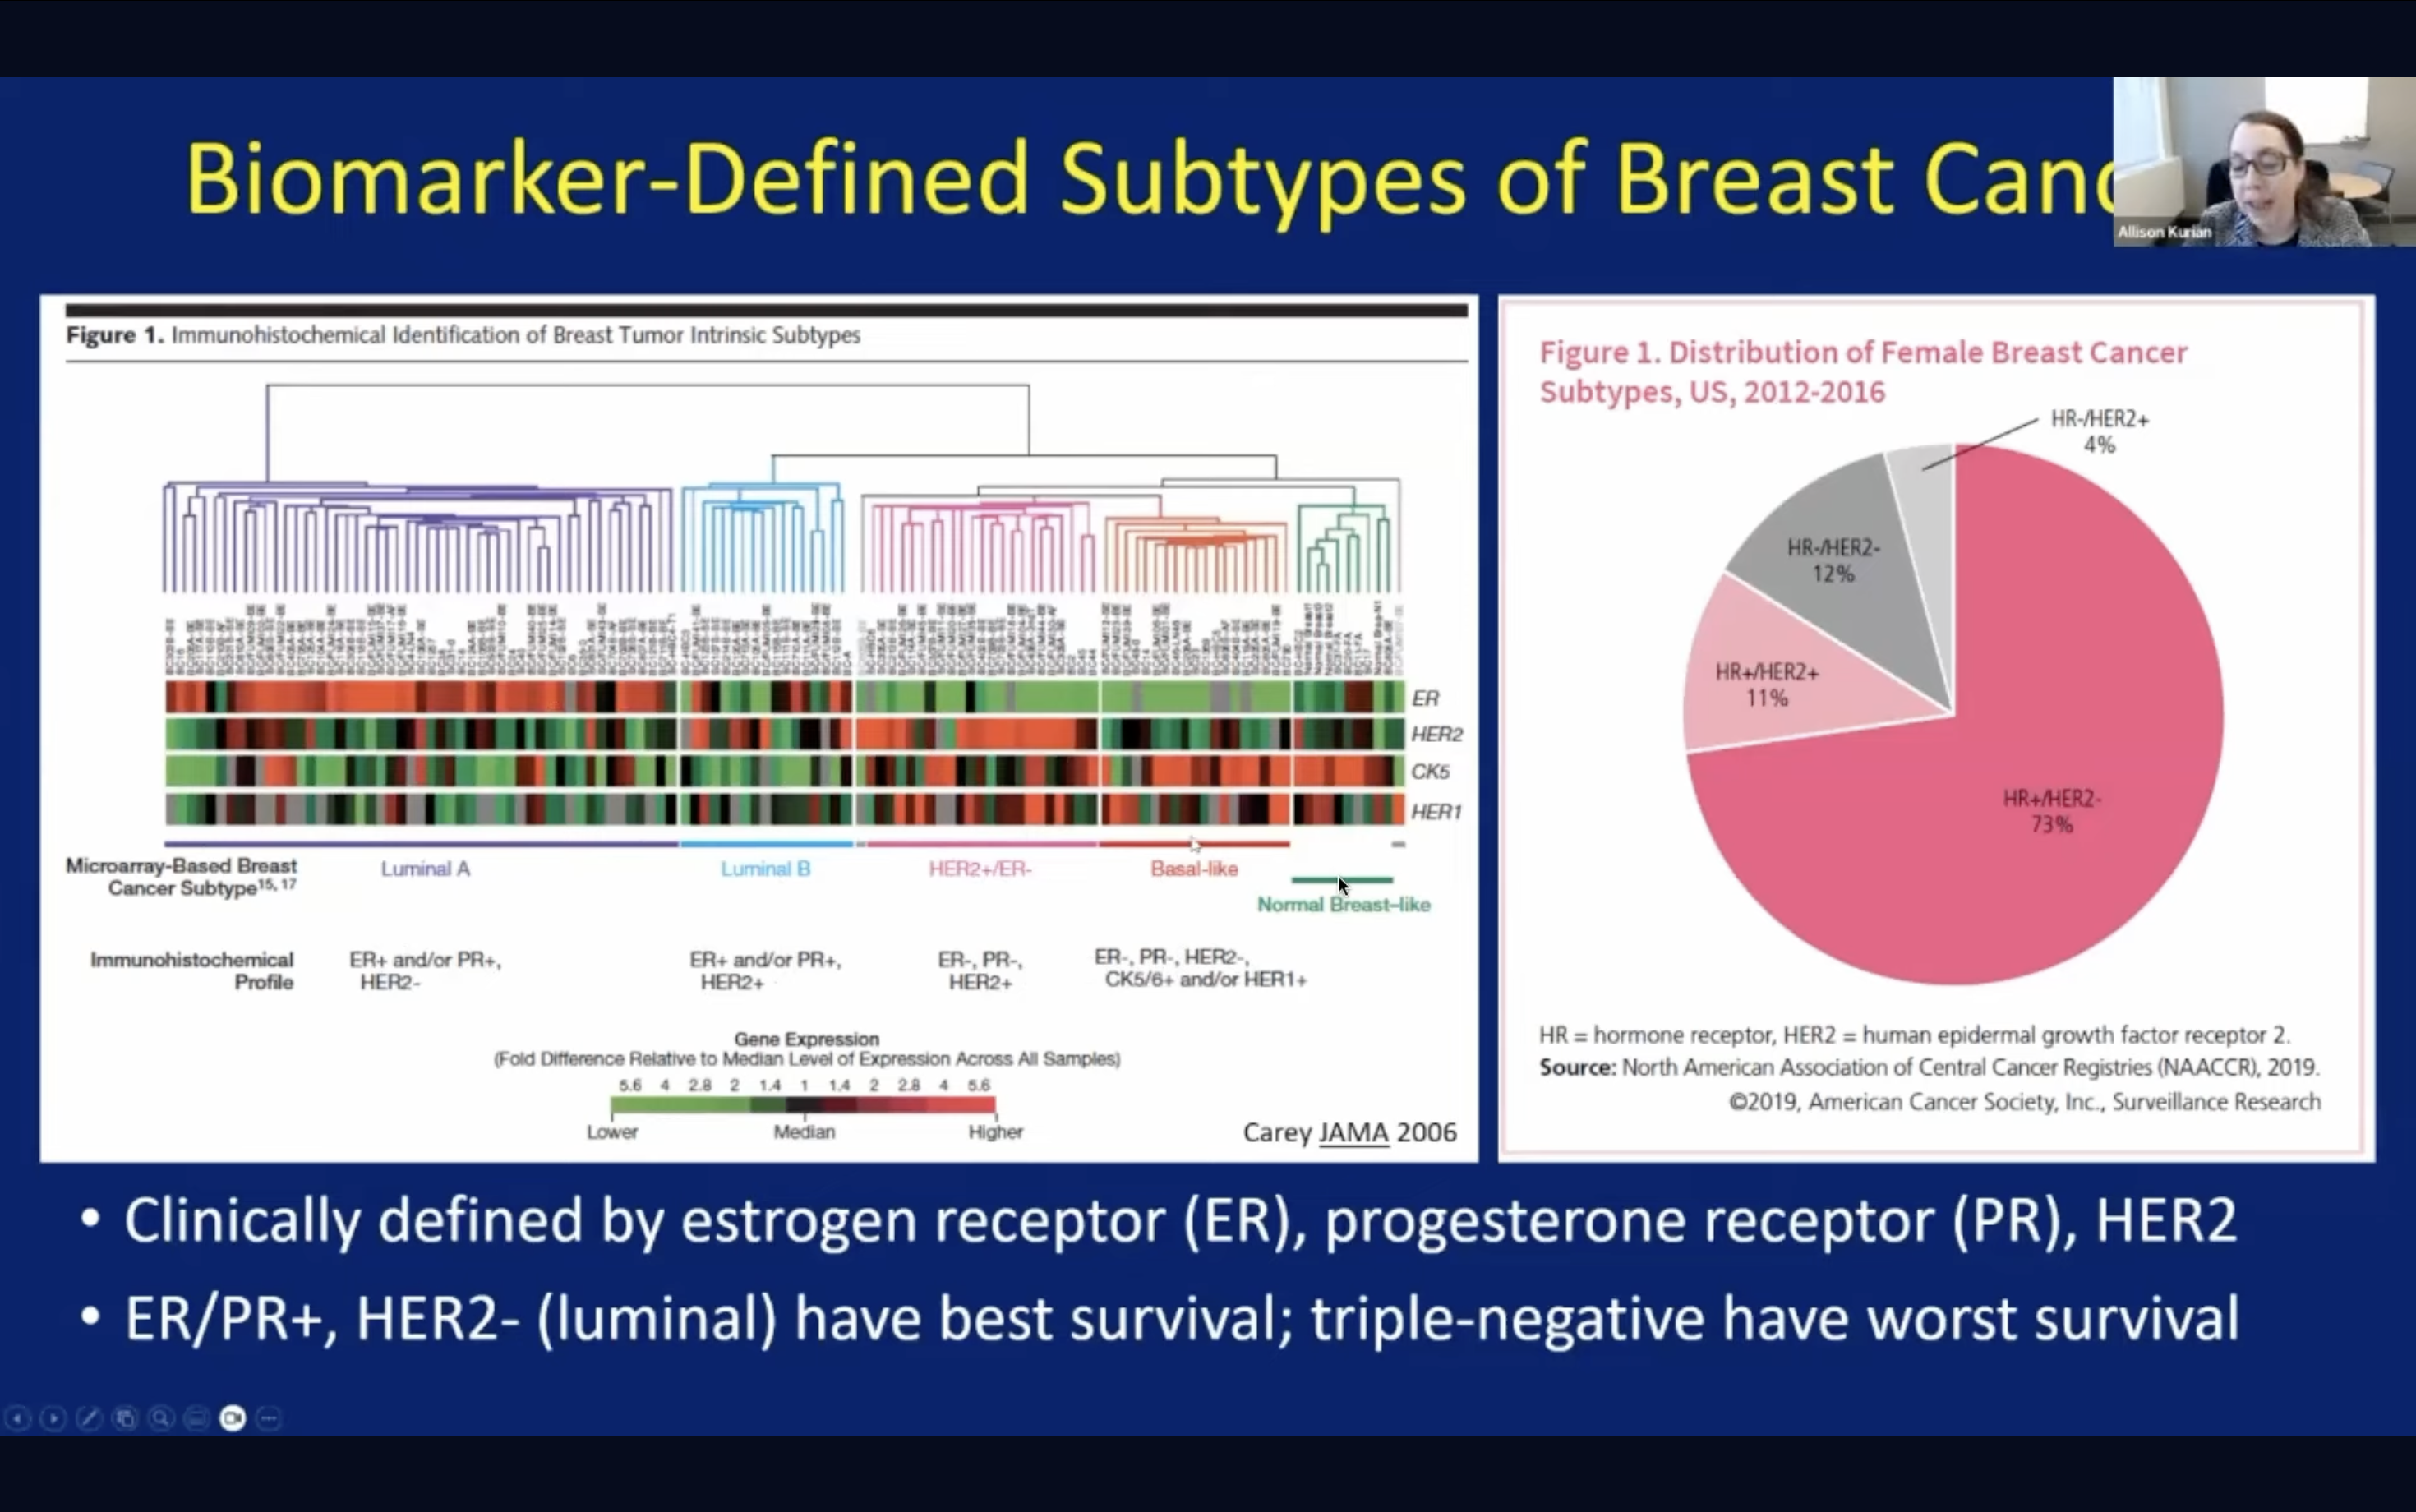 Biomarker-Defined Subtypes of Breast Canc
Allison Kurian
Figure 1. Immunohistochemical Identification of Breast Tumor Intrinsic Subtypes
ER
HER2
CK5
HER1
Microarray-Based Breast
Cancer Subtype15, 17
Luminal A
Luminal B
HER2+/ER-
Basal-like
Normal Breast–like
Immunohistochemical
Profile
ER+ and/or PR+,
HER2-
ER+ and/or PR+,
HER2+
ER-, PR-,
HER2+
ER-, PR-, HER2-,
CK5/6+ and/or HER1+
Gene Expression
(Fold Difference Relative to Median Level of Expression Across All Samples)
5.6 4 2.8 2 1.4 1 1.4 2 2.8 4 5.6
Lower Median Higher
Carey JAMA 2006
Figure 1. Distribution of Female Breast Cancer
Subtypes, US, 2012-2016
HR-/HER2+
4%
HR-/HER2-
12%
HR+/HER2+
11%
HR+/HER2-
73%
HR = hormone receptor, HER2 = human epidermal growth factor receptor 2.
Source: North American Association of Central Cancer Registries (NAACCR), 2019.
©2019, American Cancer Society, Inc., Surveillance Research
• Clinically defined by estrogen receptor (ER), progesterone receptor (PR), HER2
• ER/PR+, HER2- (luminal) have best survival; triple-negative have worst survival